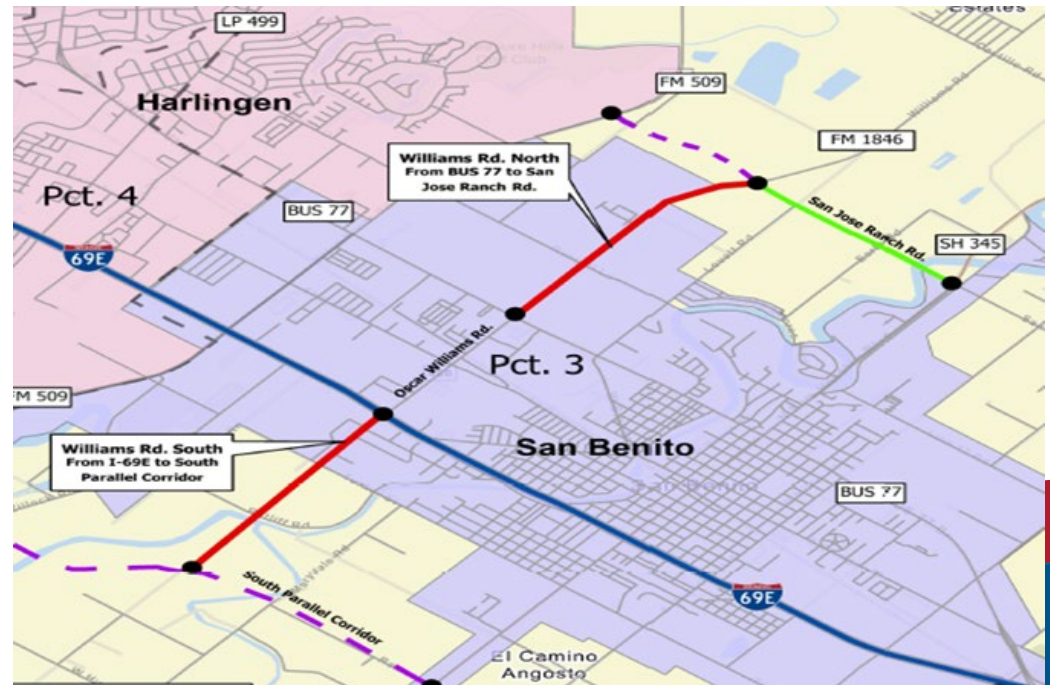 Estates
LP 499
FM 509
Harlingen
FM 1846
Williams Rd. North
From BUS 77 to San
Jose Ranch Rd.
Pct. 4
BUS 77
San Jose Ranch Rd.
SH 345
69E
Oscar Williams Rd.
Pct. 3
FM 509
Williams Rd. South
From I-69E to South
Parallel Corridor
San Benito
BUS 77
South Parallel Corridor
69E
El Camino
Angosto